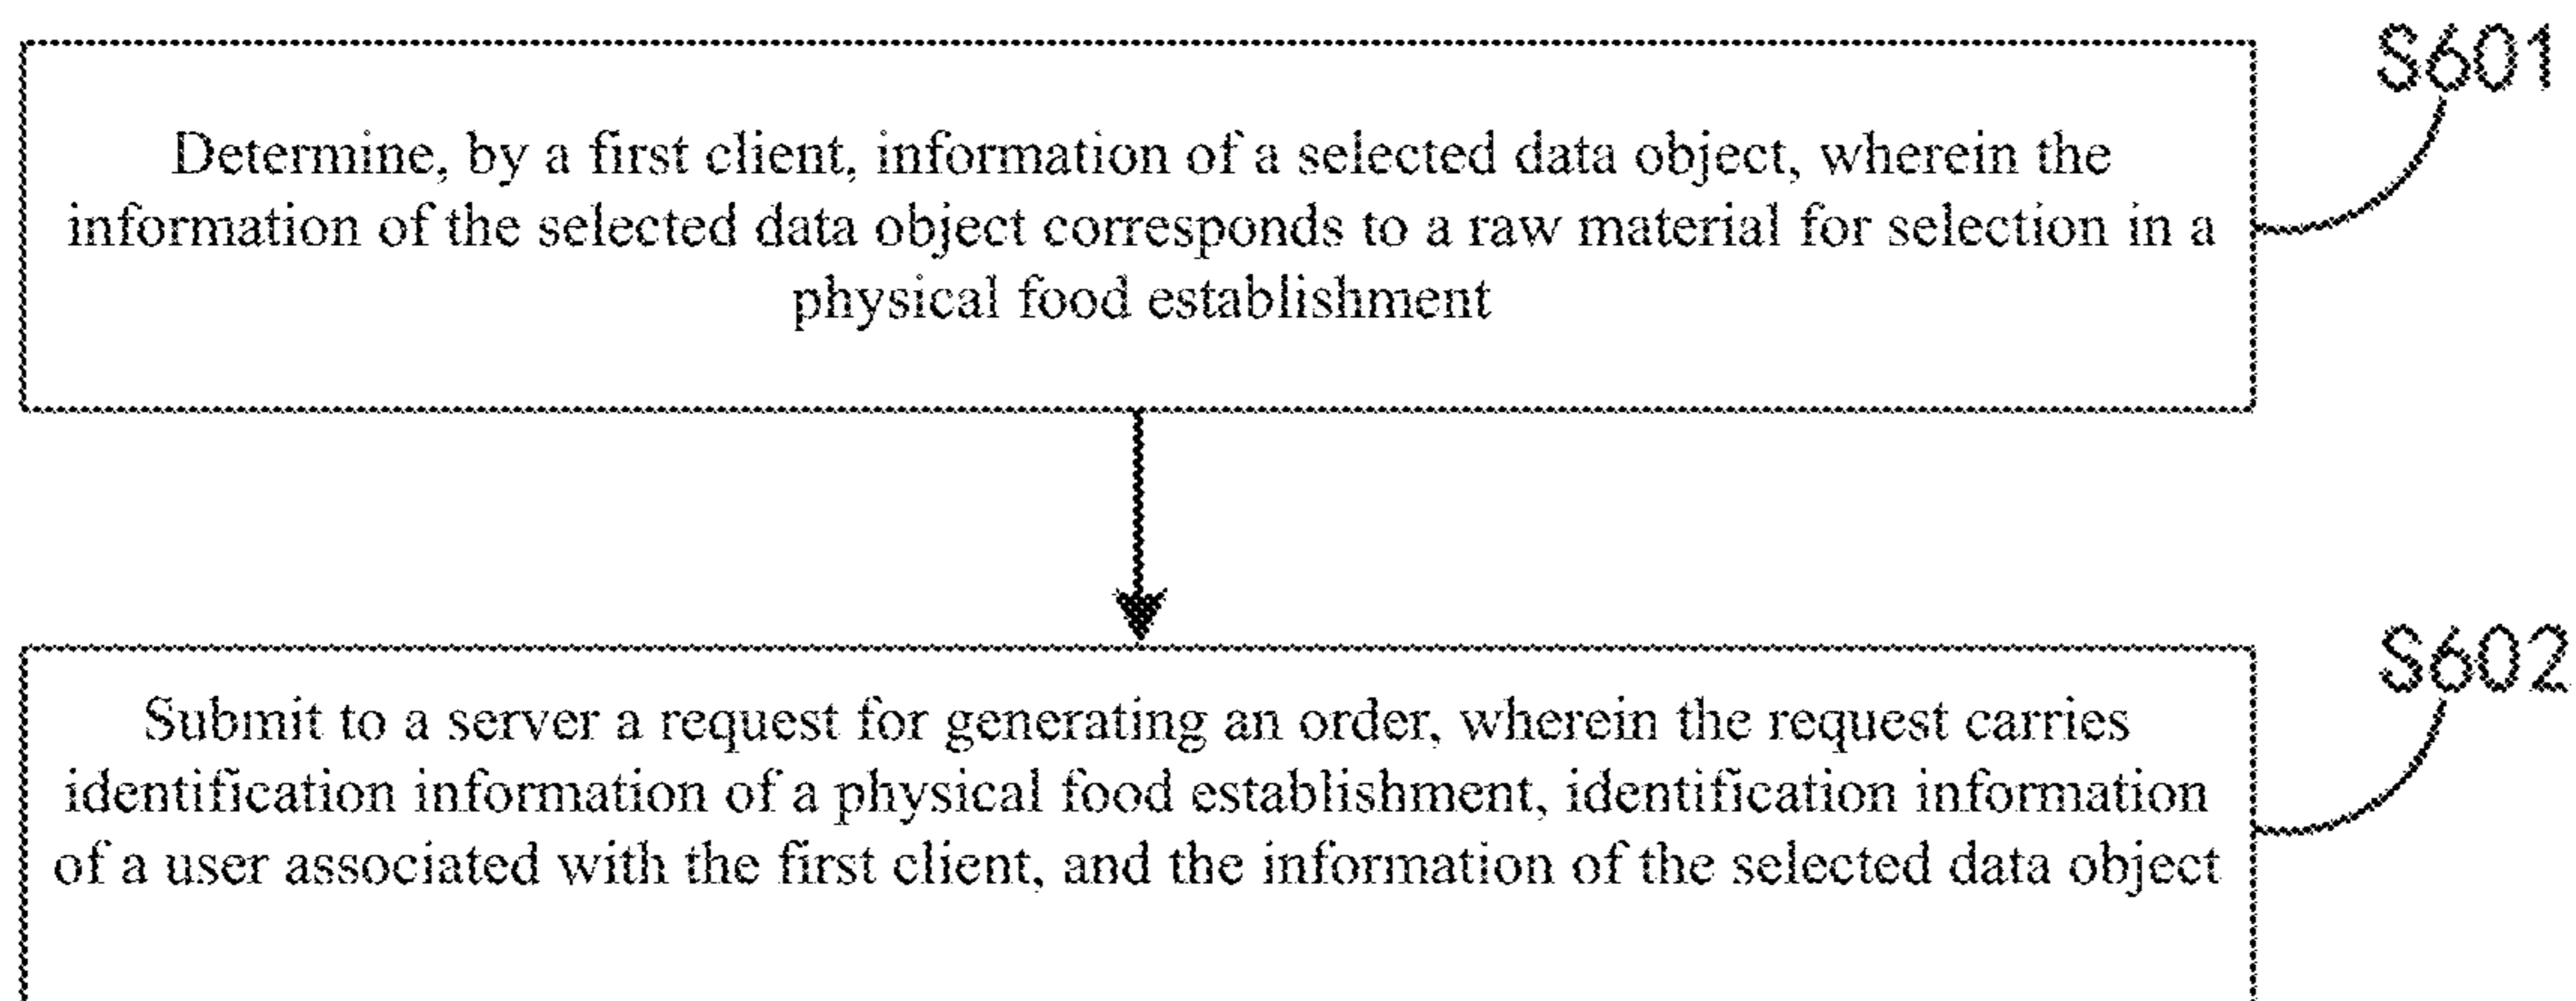 S601
Determine, by a first client, information of a selected data object, wherein the
information of the selected data object corresponds to a raw material for selection in a
physical food establishment
S602
Submit to a server a request for generating an order, wherein the request carries
identification information of a physical food establishment, identification information
of a user associated with the first client, and the information of the selected data object